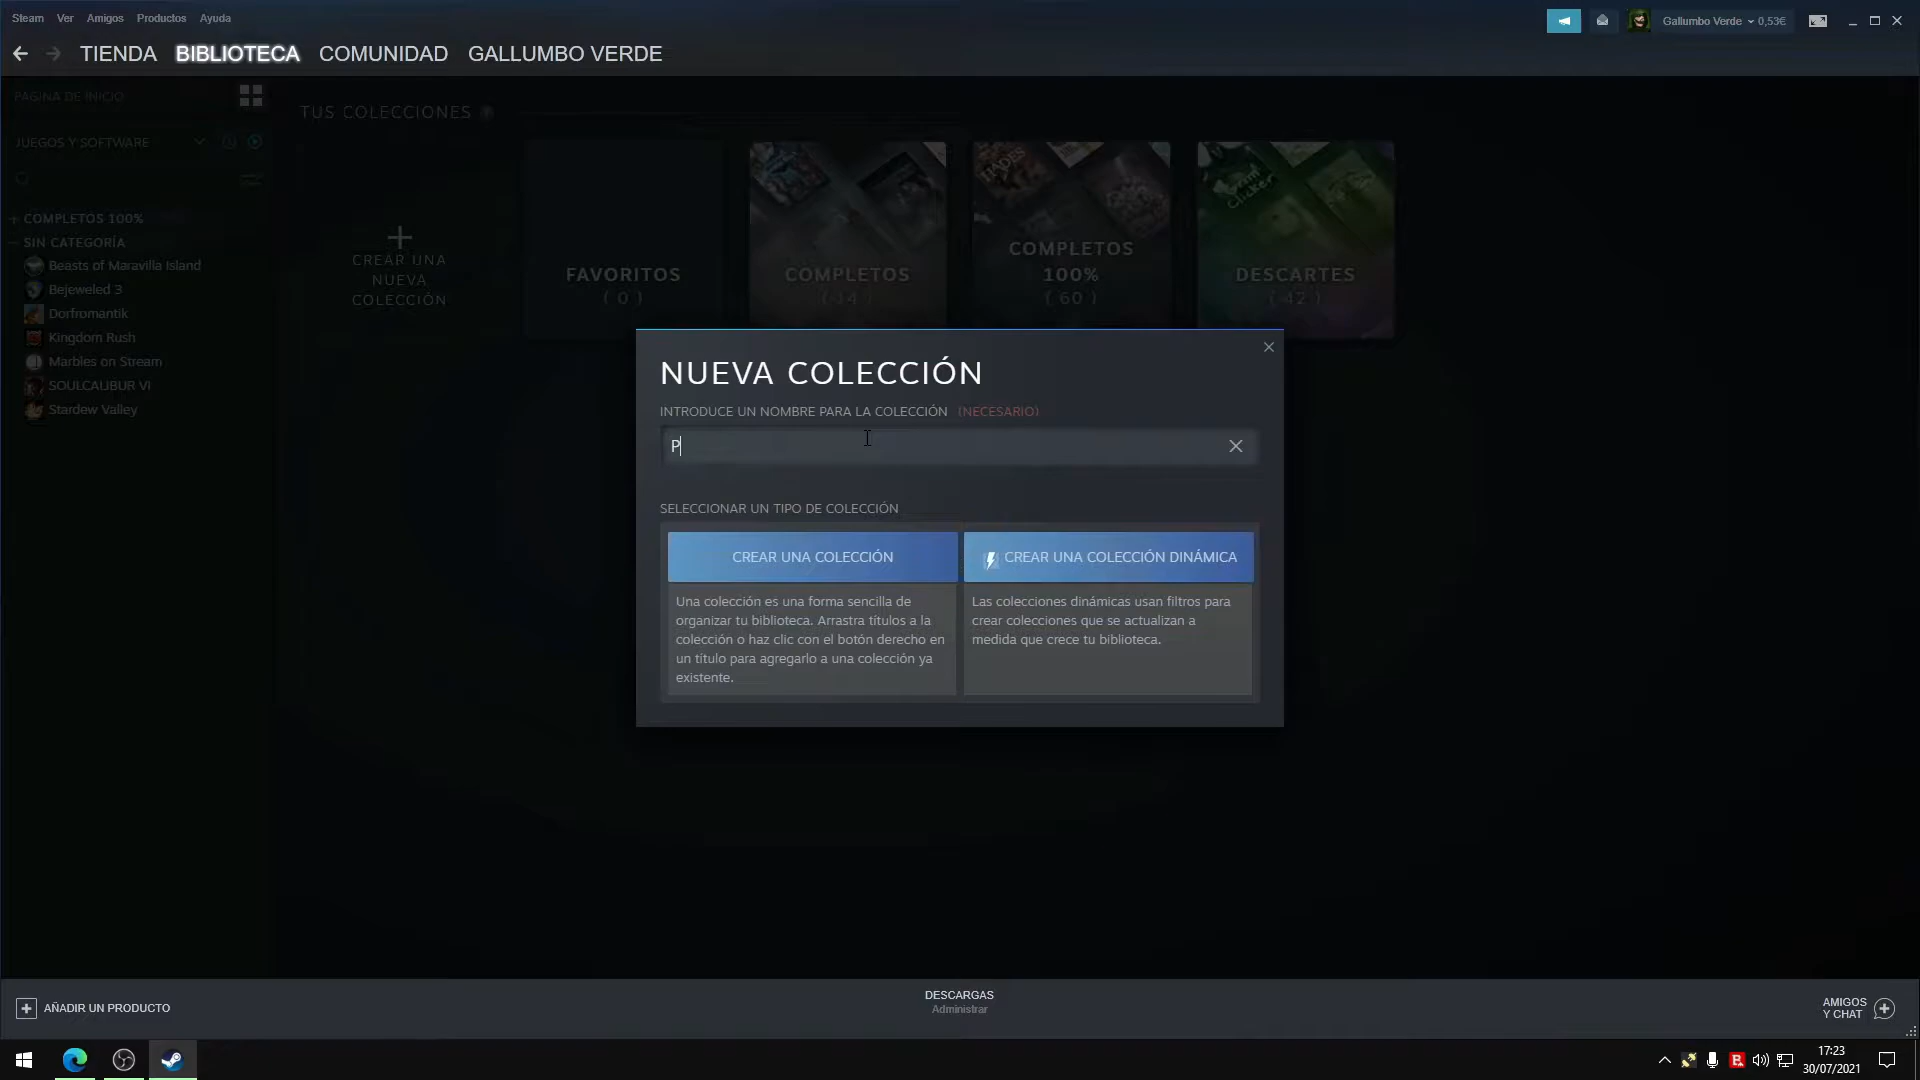 Steam Ver Amigos Productos Ayuda
Gallumbo Verde 0,53€
TIENDA BIBLIOTECA COMUNIDAD GALLUMBO VERDE
PÁGINA DE INICIO
TUS COLECCIONES ?
JUEGOS Y SOFTWARE
+ COMPLETOS 100%
— SIN CATEGORÍA
Beasts of Maravilla Island
Bejeweled 3
Dorfromantik
Kingdom Rush
Marbles on Stream
SOULCALIBUR VI
Stardew Valley
CREAR UNA
NUEVA
COLECCIÓN
FAVORITOS
( 0 )
COMPLETOS
( 14 )
HADES
COMPLETOS
100%
( 60 )
Clicker
DESCARTES
( 42 )
NUEVA COLECCIÓN
INTRODUCE UN NOMBRE PARA LA COLECCIÓN (NECESARIO)
P
SELECCIONAR UN TIPO DE COLECCIÓN
CREAR UNA COLECCIÓN
Una colección es una forma sencilla de
organizar tu biblioteca. Arrastra títulos a la
colección o haz clic con el botón derecho en
un título para agregarlo a una colección ya
existente.
CREAR UNA COLECCIÓN DINÁMICA
Las colecciones dinámicas usan filtros para
crear colecciones que se actualizan a
medida que crece tu biblioteca.
AÑADIR UN PRODUCTO
DESCARGAS
Administrar
AMIGOS
Y CHAT
17:23
30/07/2021